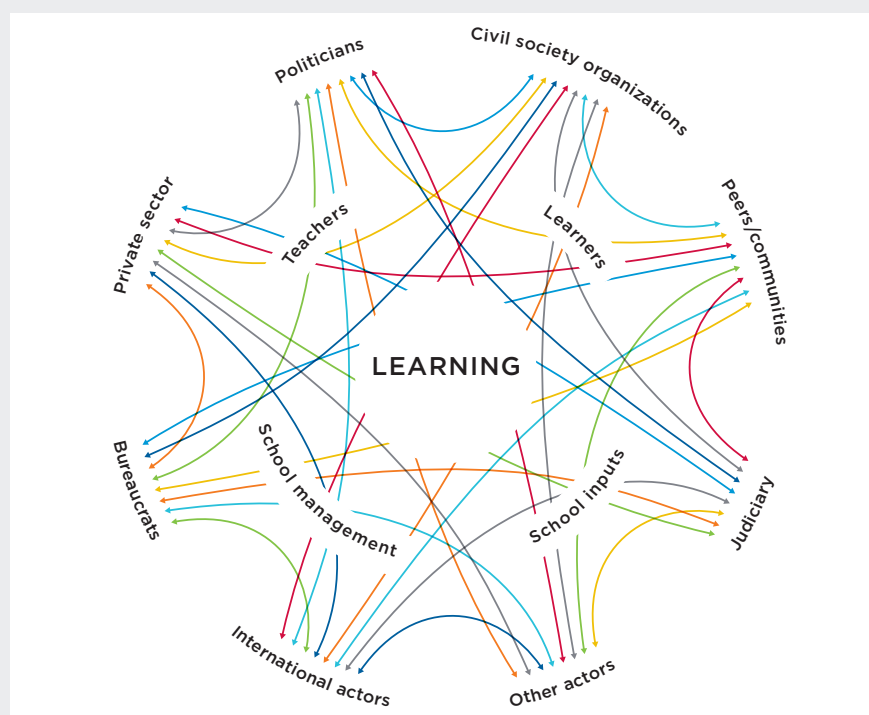 Politicians
Civil society organizations
Private sector
Teachers
Learners
Peers/communities
LEARNING
Bureaucrats
School management
School inputs
Judiciary
International actors
Other actors